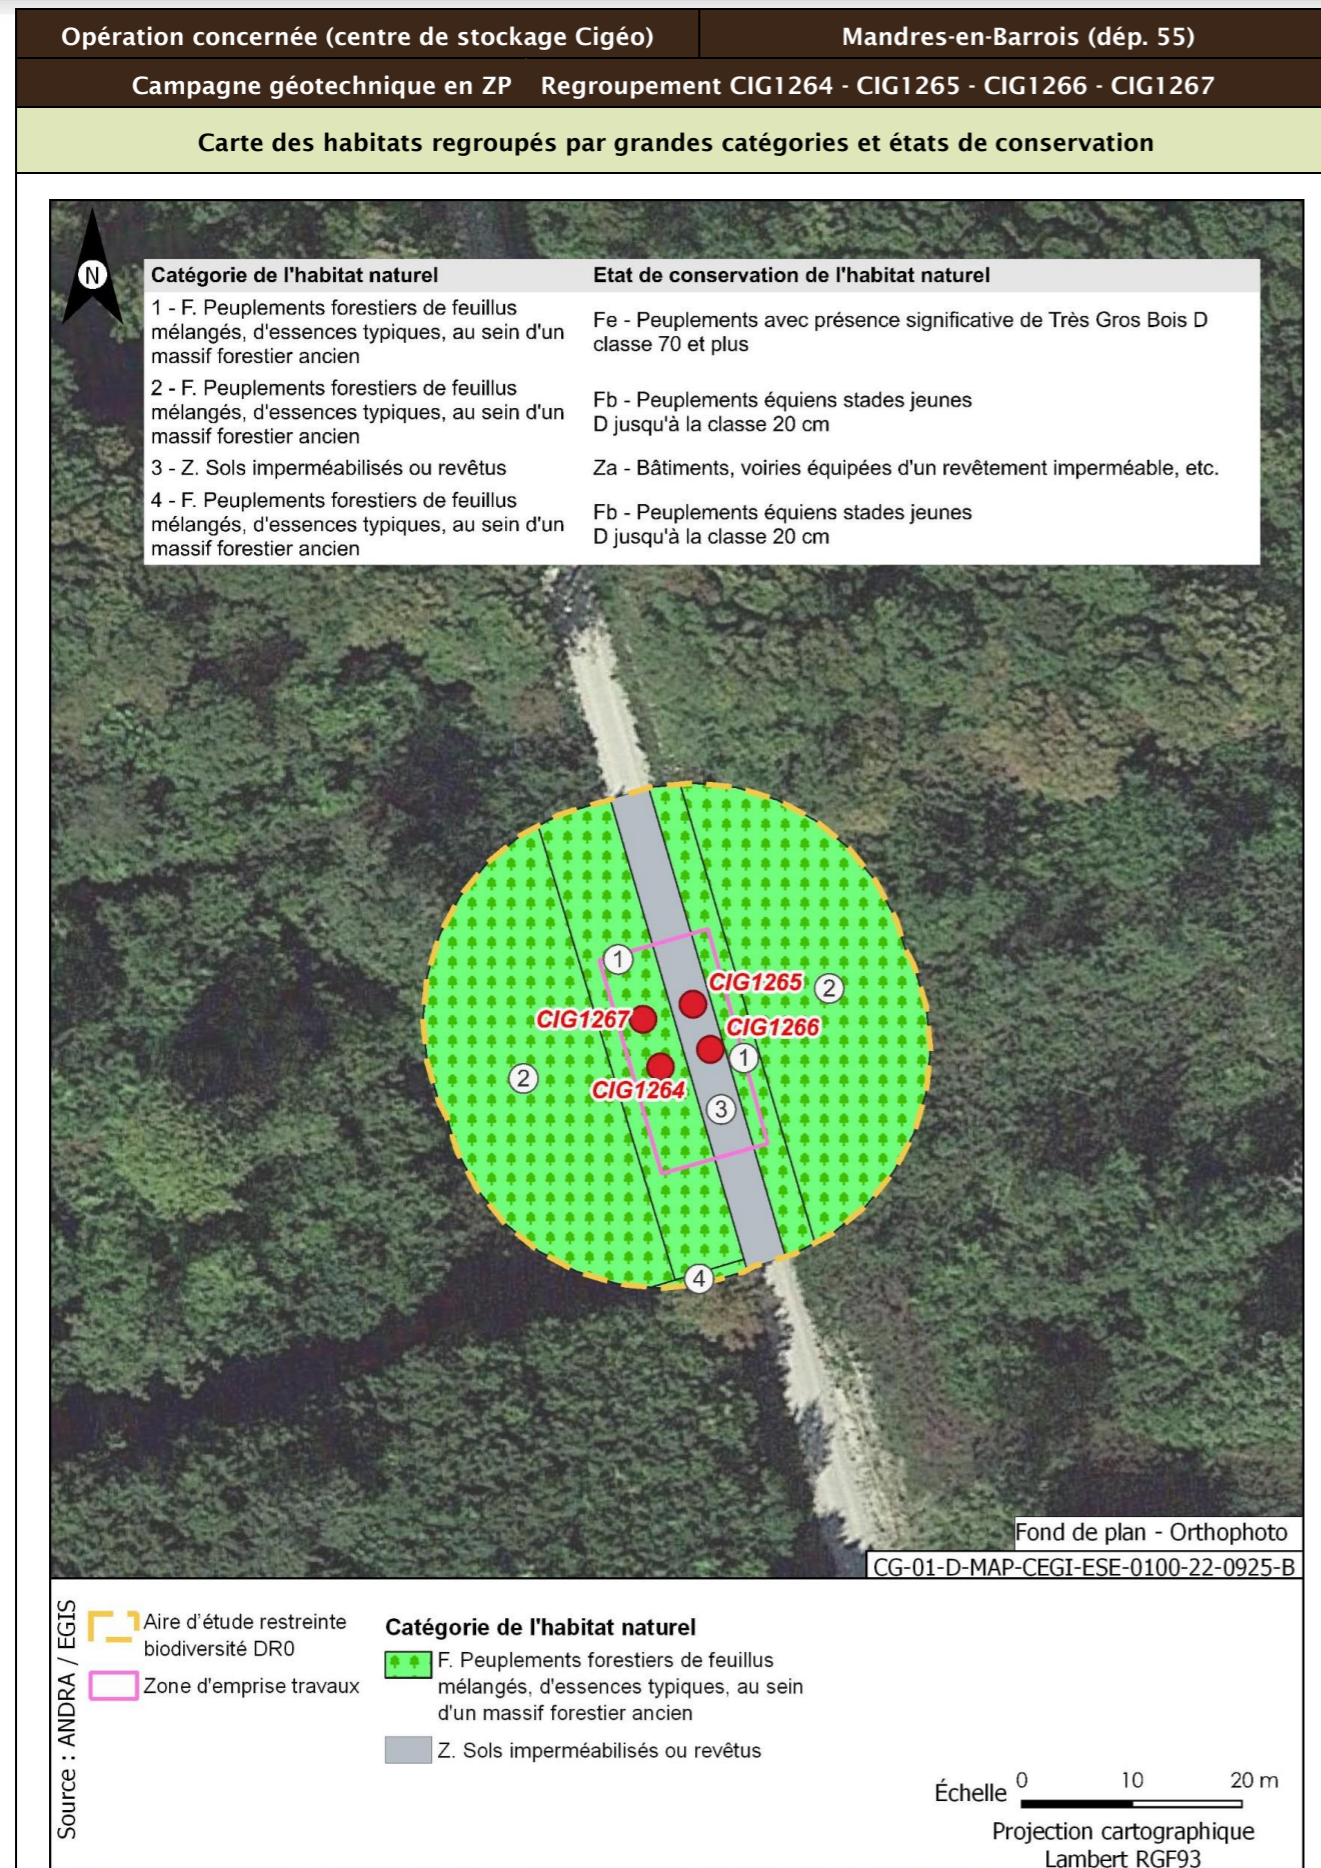 Opération concernée (centre de stockage Cigéo)
Mandres-en-Barrois (dép. 55)
Campagne géotechnique en ZP Regroupement CIG1264 - CIG1265 - CIG1266 - CIG1267
Carte des habitats regroupés par grandes catégories et états de conservation
N
Catégorie de l'habitat naturel
Etat de conservation de l'habitat naturel
1 - F. Peuplements forestiers de feuillus
mélangés, d'essences typiques, au sein d'un
massif forestier ancien
Fe - Peuplements avec présence significative de Très Gros Bois D
classe 70 et plus
2 - F. Peuplements forestiers de feuillus
mélangés, d'essences typiques, au sein d'un
massif forestier ancien
Fb - Peuplements équiens stades jeunes
D jusqu'à la classe 20 cm
3 - Z. Sols imperméabilisés ou revêtus
Za - Bâtiments, voiries équipées d'un revêtement imperméable, etc.
4 - F. Peuplements forestiers de feuillus
mélangés, d'essences typiques, au sein d'un
massif forestier ancien
Fb - Peuplements équiens stades jeunes
D jusqu'à la classe 20 cm
1
CIG1265
2
CIG1267
CIG1266
1
2
CIG1264
3
4
Fond de plan - Orthophoto
CG-01-D-MAP-CEGI-ESE-0100-22-0925-B
Source : ANDRA / EGIS
Aire d'étude restreinte
biodiversité DR0
Zone d'emprise travaux
Catégorie de l'habitat naturel
F. Peuplements forestiers de feuillus
mélangés, d'essences typiques, au sein
d'un massif forestier ancien
Z. Sols imperméabilisés ou revêtus
Échelle 0 10 20 m
Projection cartographique
Lambert RGF93